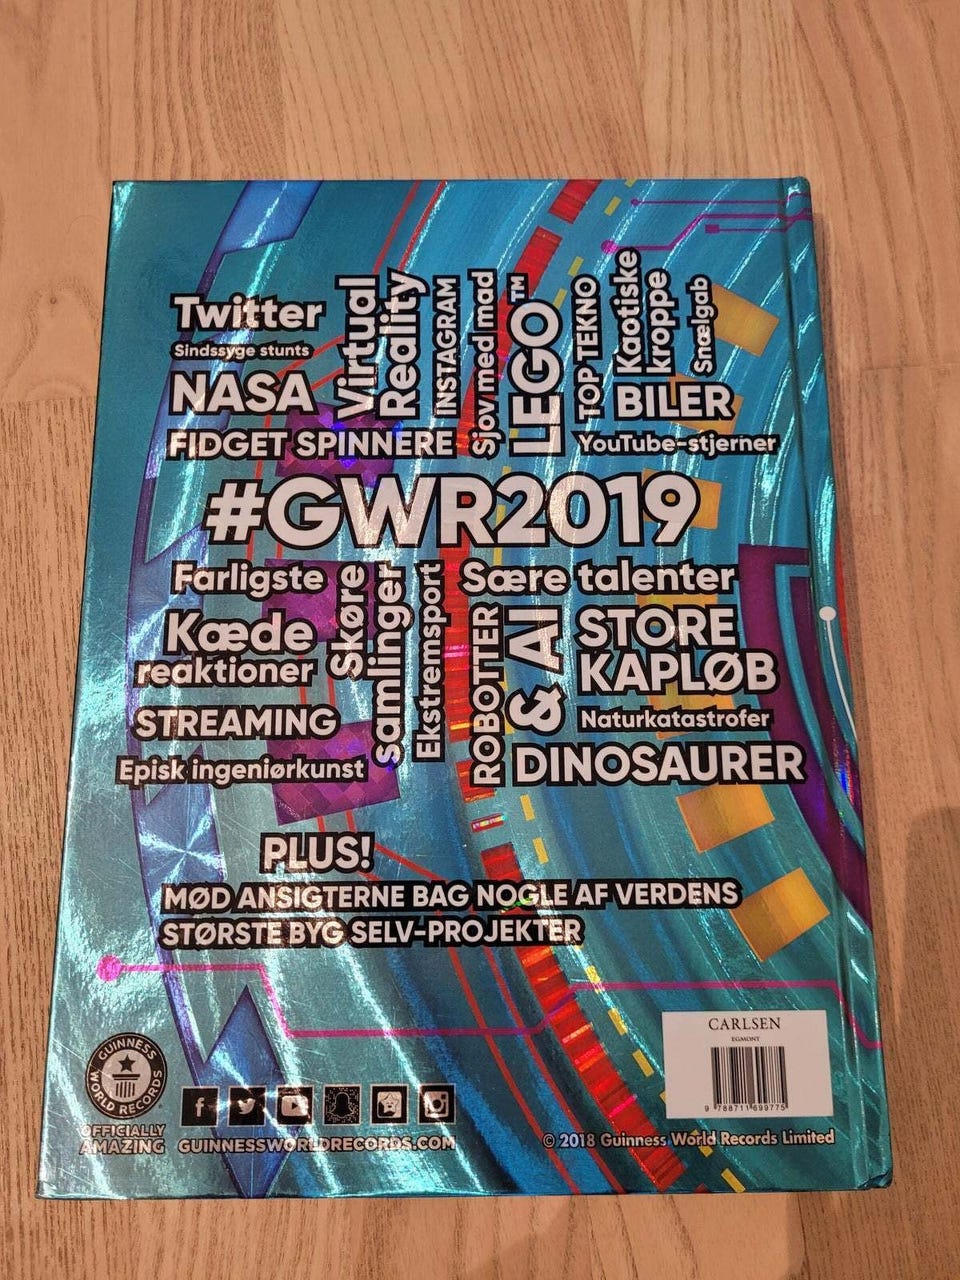 Twitter
Sindssyge stunts
NASA
FIDGET SPINNERE
Virtual
Reality
INSTAGRAM
Sjov med mad
LEGO™
TOP TEKNO
Kaotiske
kroppe
Snælgab
BILER
YouTube-stjerner
#GWR2019
Farligste
Kæde
reaktioner
STREAMING
Episk ingeniørkunst
Skøre
samlinger
Ekstremsport
Sære talenter
ROBOTTER
& AI
STORE
KAPLØB
Naturkatastrofer
DINOSAURER
PLUS!
MØD ANSIGTERNE BAG NOGLE AF VERDENS
STØRSTE BYG SELV-PROJEKTER
CARLSEN
EGMONT
9 788711 699775
GUINNESS
WORLD RECORDS
OFFICIALLY
AMAZING
GUINNESSWORLDRECORDS.COM
© 2018 Guinness World Records Limited